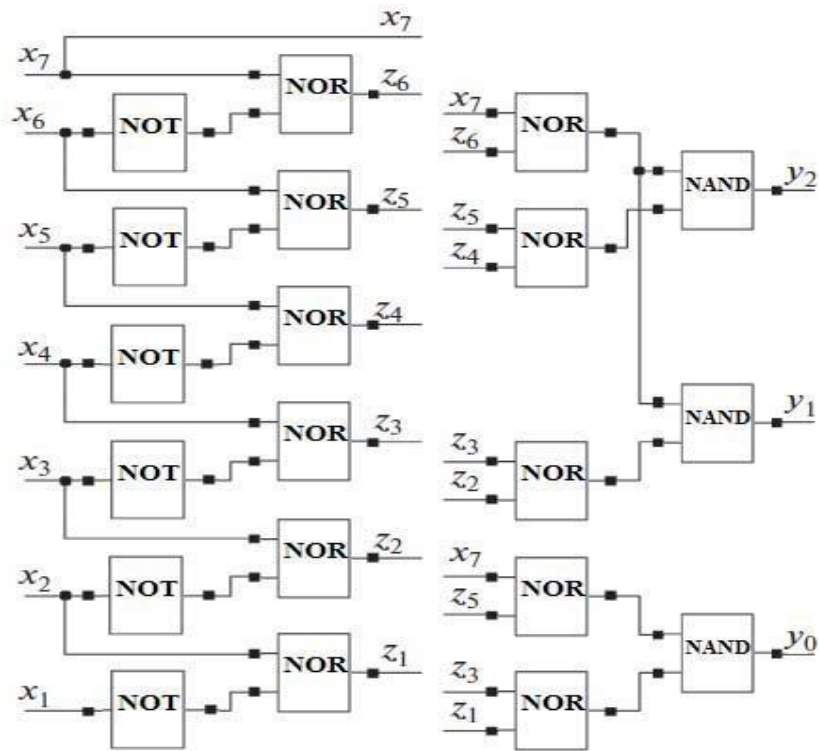 x₇
x₇ NOR z₆
x₆ NOT x₇ NOR
z₆ NAND y₂
NOR z₅
x₅ NOT z₅ NOR
z₄
NOR z₄
x₄ NOT
NAND y₁
NOR z₃
x₃ NOT z₃ NOR
z₂
NOR z₂
x₂ NOT x₇ NOR
z₅
NAND y₀
NOR z₁
x₁ NOT z₃ NOR
z₁